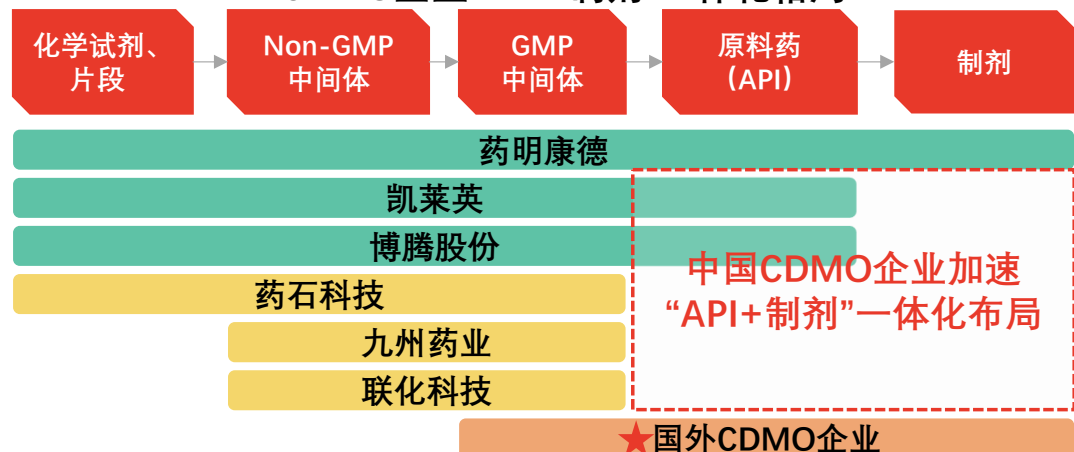 化学试剂、
片段
Non-GMP
中间体
GMP
中间体
原料药
（API）
制剂
药明康德
凯莱英
博腾股份
药石科技
九州药业
联化科技
中国CDMO企业加速
“API+制剂”一体化布局
国外CDMO企业